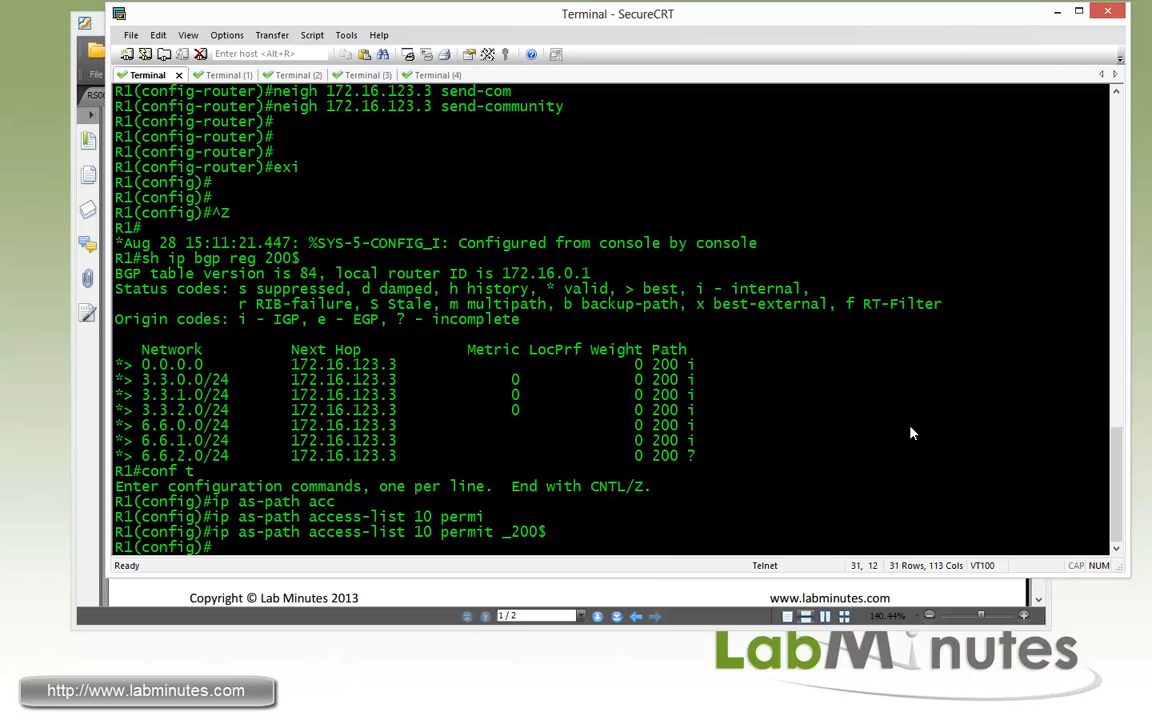 Terminal - SecureCRT
File Edit View Options Transfer Script Tools Help
Enter host <Alt+R>
File
Terminal Terminal (1) Terminal (2) Terminal (3) Terminal (4)
R1(config-router)#neigh 172.16.123.3 send-com
R1(config-router)#neigh 172.16.123.3 send-community
R1(config-router)#
R1(config-router)#
R1(config-router)#
R1(config-router)#exi
R1(config)#
R1(config)#
R1(config)#^Z
R1#
*Aug 28 15:11:21.447: %SYS-5-CONFIG_I: Configured from console by console
R1#sh ip bgp reg 200$
BGP table version is 84, local router ID is 172.16.0.1
Status codes: s suppressed, d damped, h history, * valid, > best, i - internal,
r RIB-failure, S Stale, m multipath, b backup-path, x best-external, f RT-Filter
Origin codes: i - IGP, e - EGP, ? - incomplete
Network Next Hop Metric LocPrf Weight Path
*> 0.0.0.0 172.16.123.3 0 200 i
*> 3.3.0.0/24 172.16.123.3 0 0 200 i
*> 3.3.1.0/24 172.16.123.3 0 0 200 i
*> 3.3.2.0/24 172.16.123.3 0 0 200 i
*> 6.6.0.0/24 172.16.123.3 0 200 i
*> 6.6.1.0/24 172.16.123.3 0 200 i
*> 6.6.2.0/24 172.16.123.3 0 200 ?
R1#conf t
Enter configuration commands, one per line. End with CNTL/Z.
R1(config)#ip as-path acc
R1(config)#ip as-path access-list 10 permi
R1(config)#ip as-path access-list 10 permit _200$
R1(config)#
Ready Telnet 31, 12 31 Rows, 113 Cols VT100 CAP NUM
Copyright © Lab Minutes 2013 www.labminutes.com
1 / 2 140.44%
LabMinutes
http://www.labminutes.com